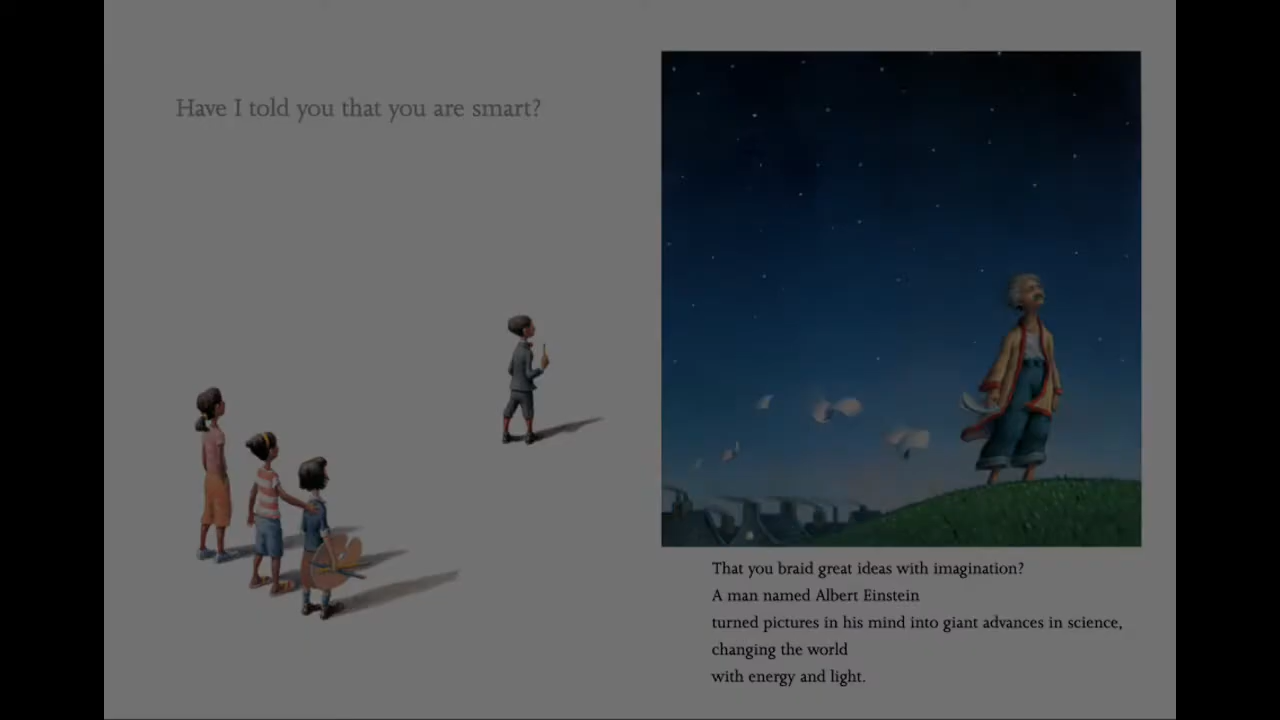 Have I told you that you are smart?
That you braid great ideas with imagination?
A man named Albert Einstein
turned pictures in his mind into giant advances in science,
changing the world
with energy and light.